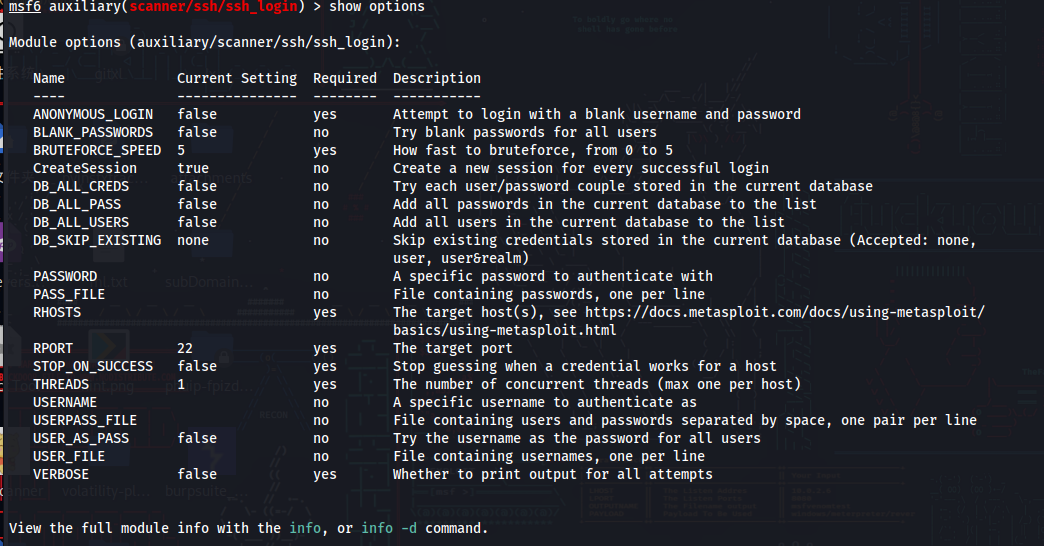 msf6 auxiliary(scanner/ssh/ssh_login) > show options
Module options (auxiliary/scanner/ssh/ssh_login):
Name Current Setting Required Description
---- --------------- -------- -----------
ANONYMOUS_LOGIN false yes Attempt to login with a blank username and password
BLANK_PASSWORDS false no Try blank passwords for all users
BRUTEFORCE_SPEED 5 yes How fast to bruteforce, from 0 to 5
CreateSession true no Create a new session for every successful login
DB_ALL_CREDS false no Try each user/password couple stored in the current database
DB_ALL_PASS false no Add all passwords in the current database to the list
DB_ALL_USERS false no Add all users in the current database to the list
DB_SKIP_EXISTING none no Skip existing credentials stored in the current database (Accepted: none,
user, user&realm)
PASSWORD no A specific password to authenticate with
PASS_FILE no File containing passwords, one per line
RHOSTS yes The target host(s), see https://docs.metasploit.com/docs/using-metasploit/
basics/using-metasploit.html
RPORT 22 yes The target port
STOP_ON_SUCCESS false yes Stop guessing when a credential works for a host
THREADS 1 yes The number of concurrent threads (max one per host)
USERNAME no A specific username to authenticate as
USERPASS_FILE no File containing users and passwords separated by space, one pair per line
USER_AS_PASS false no Try the username as the password for all users
USER_FILE no File containing usernames, one per line
VERBOSE false yes Whether to print output for all attempts
View the full module info with the info, or info -d command.